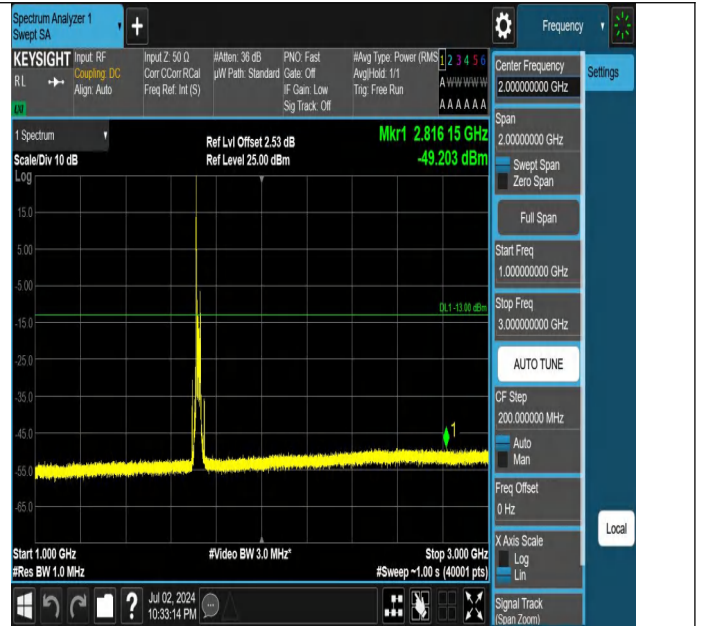 Spectrum Analyzer 1
Swept SA
Frequency
KEYSIGHT
RL
Input: RF
Coupling: DC
Align: Auto
Input Z: 50 Ω
Corr CCorr RCal
Freq Ref: Int (S)
#Atten: 36 dB
µW Path: Standard
PNO: Fast
Gate: Off
IF Gain: Low
Sig Track: Off
#Avg Type: Power (RMS
Avg|Hold: 1/1
Trig: Free Run
1 2 3 4 5 6
A W W W W W
A A A A A A
1 Spectrum
Scale/Div 10 dB
Ref Lvl Offset 2.53 dB
Ref Level 25.00 dBm
Mkr1 2.816 15 GHz
-49.203 dBm
Log
15.0
5.00
-5.00
DL1 -13.00 dBm
-15.0
-25.0
-35.0
-45.0
1
-55.0
-65.0
Start 1.000 GHz
#Res BW 1.0 MHz
#Video BW 3.0 MHz*
Stop 3.000 GHz
#Sweep ~1.00 s (40001 pts)
Jul 02, 2024
10:33:14 PM
Center Frequency
2.000000000 GHz
Settings
Span
2.00000000 GHz
Swept Span
Zero Span
Full Span
Start Freq
1.000000000 GHz
Stop Freq
3.000000000 GHz
AUTO TUNE
CF Step
200.000000 MHz
Auto
Man
Freq Offset
0 Hz
Local
X Axis Scale
Log
Lin
Signal Track
(Span Zoom)